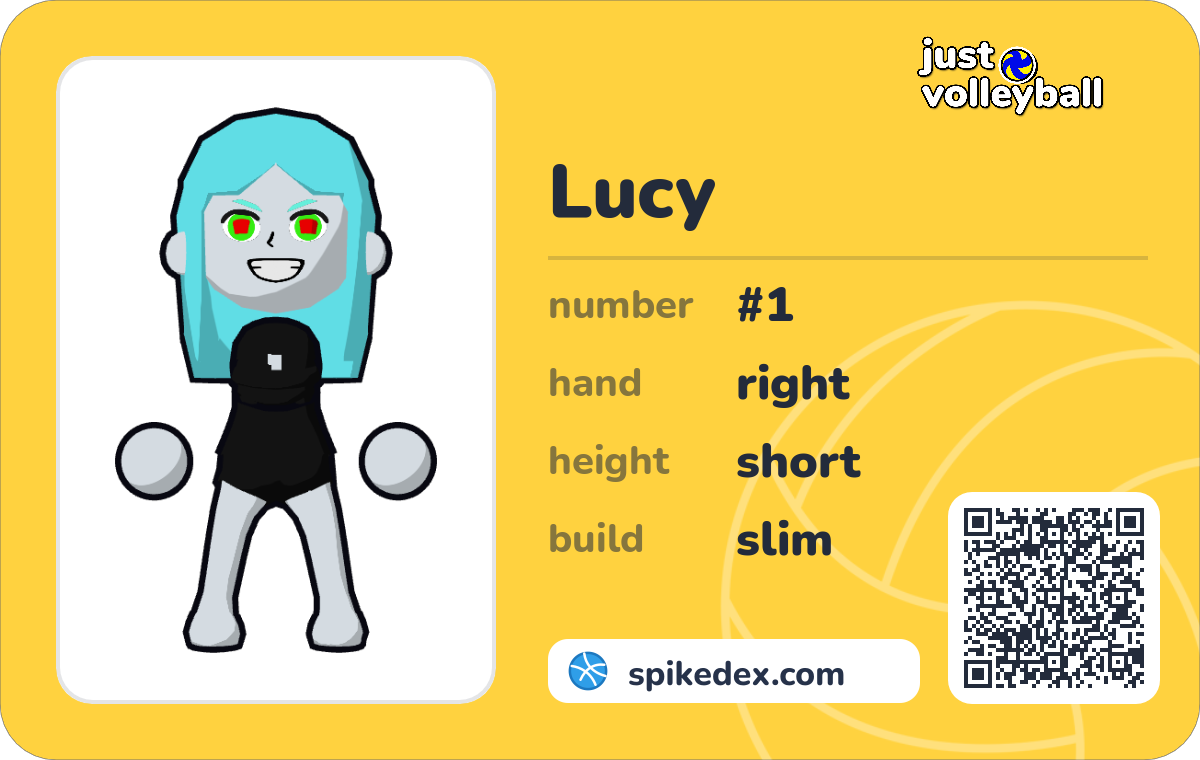 just
volleyball
Lucy
number #1
hand right
height short
build slim
spikedex.com